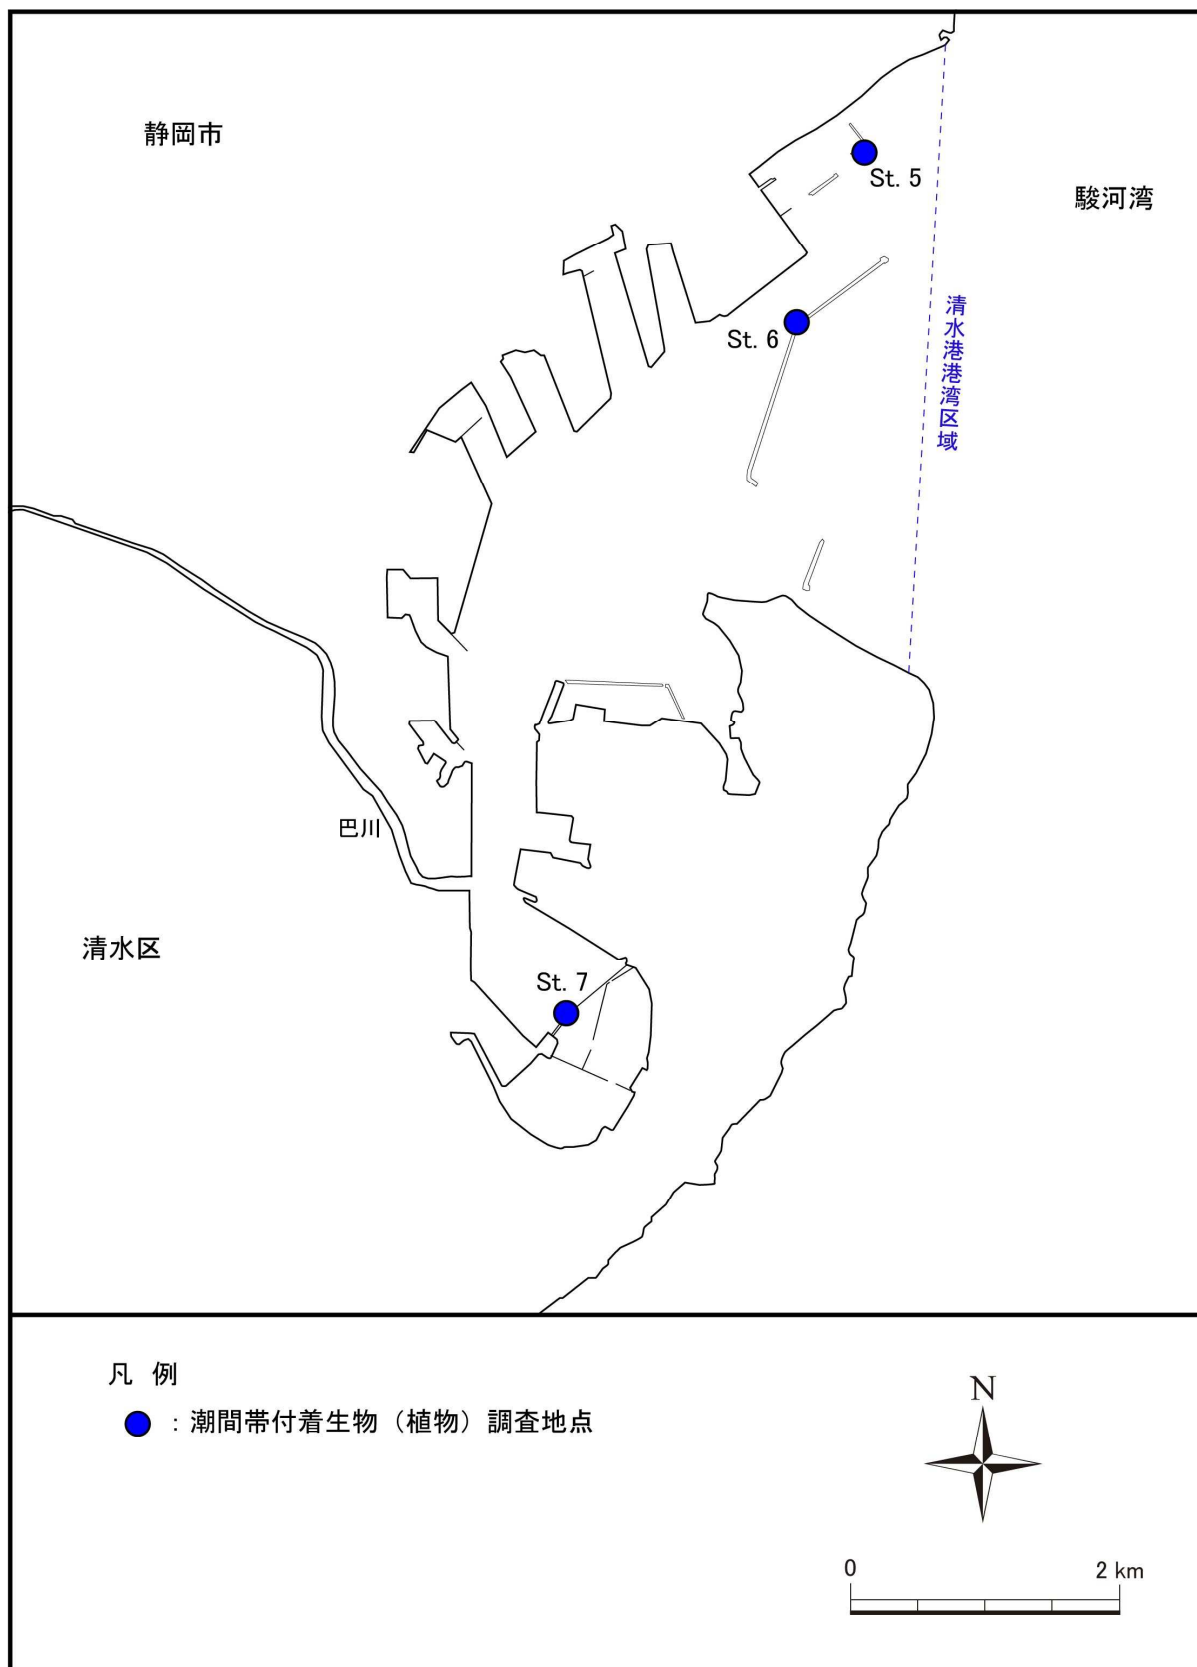 静岡市
St. 5
駿河湾
清水港港湾区域
St. 6
巴川
清水区
St. 7
凡 例
：潮間帯付着生物（植物）調査地点
N
0
2 km